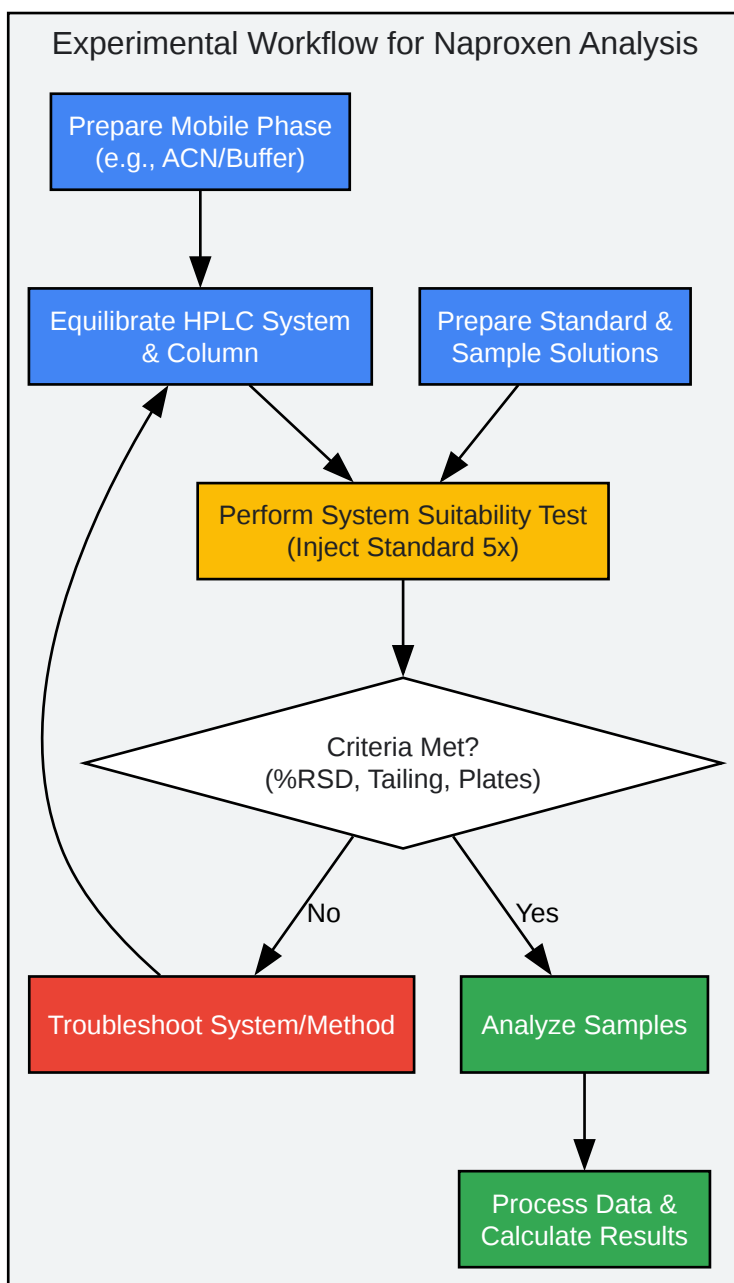 Experimental Workflow for Naproxen Analysis
Prepare Mobile Phase
(e.g., ACN/Buffer)
Equilibrate HPLC System
& Column
Prepare Standard &
Sample Solutions
Perform System Suitability Test
(Inject Standard 5x)
Criteria Met?
(%RSD, Tailing, Plates)
No
Yes
Troubleshoot System/Method
Analyze Samples
Process Data &
Calculate Results